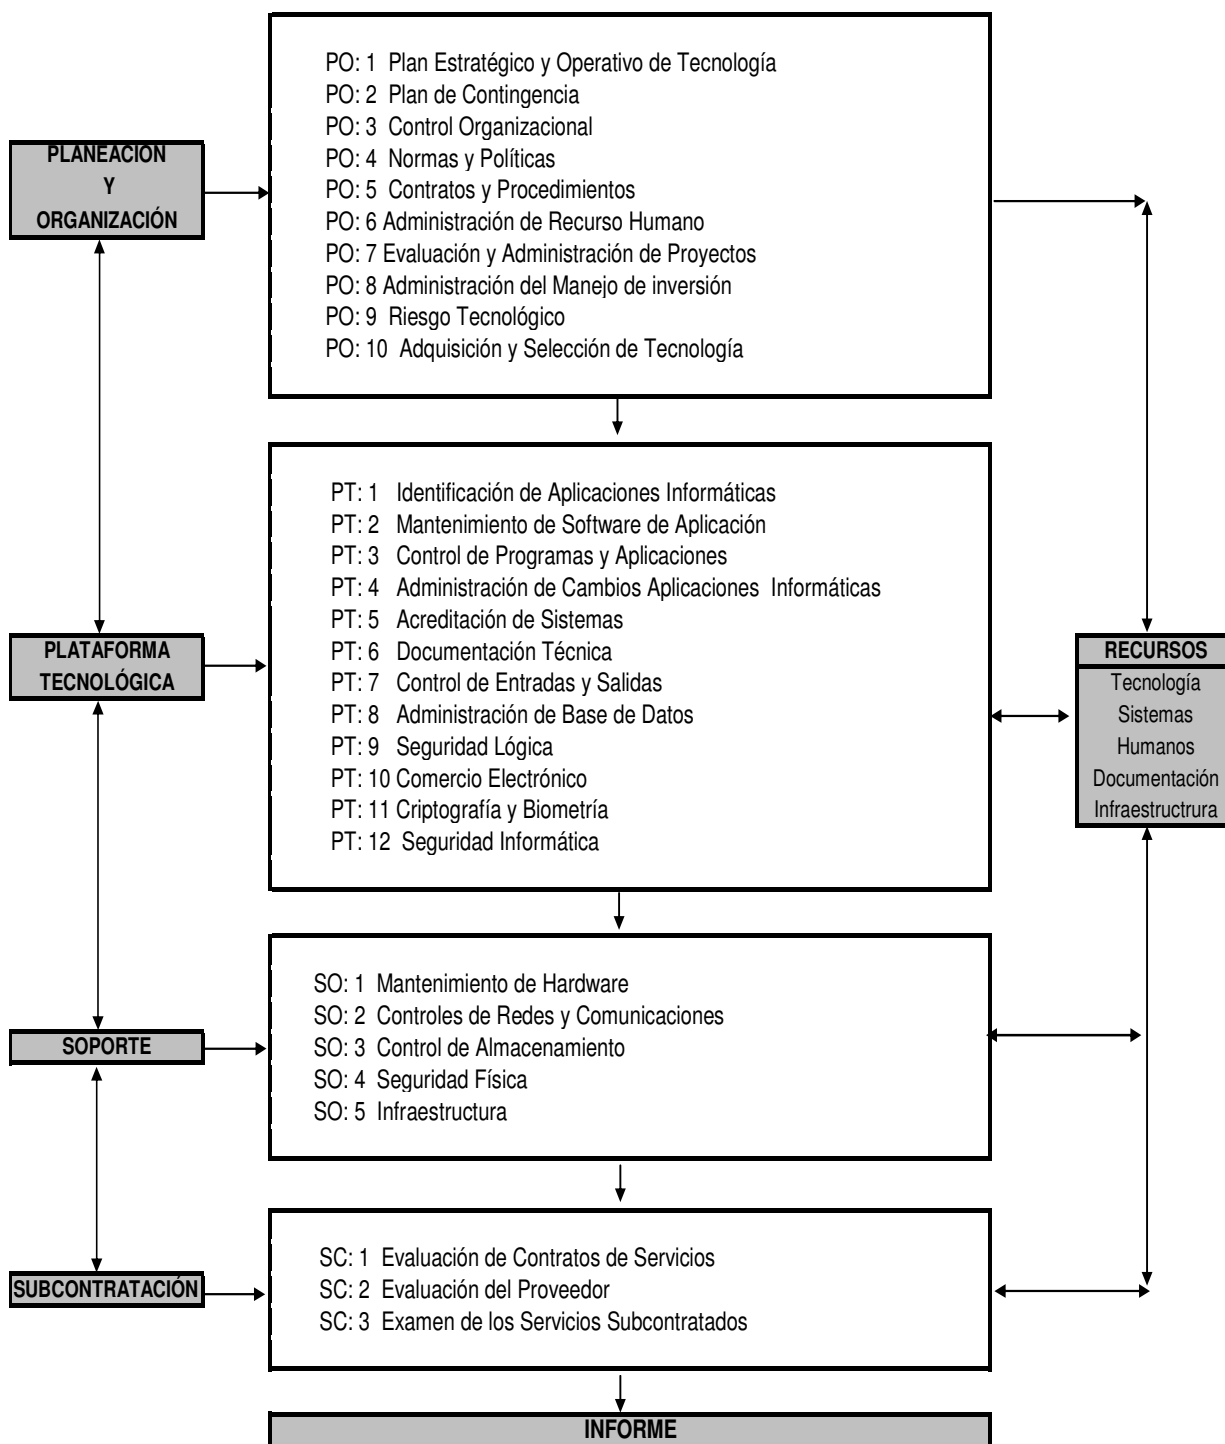 PLANEACIÓN
Y
ORGANIZACIÓN
PO: 1 Plan Estratégico y Operativo de Tecnología
PO: 2 Plan de Contingencia
PO: 3 Control Organizacional
PO: 4 Normas y Políticas
PO: 5 Contratos y Procedimientos
PO: 6 Administración de Recurso Humano
PO: 7 Evaluación y Administración de Proyectos
PO: 8 Administración del Manejo de inversión
PO: 9 Riesgo Tecnológico
PO: 10 Adquisición y Selección de Tecnología
PLATAFORMA
TECNOLÓGICA
PT: 1 Identificación de Aplicaciones Informáticas
PT: 2 Mantenimiento de Software de Aplicación
PT: 3 Control de Programas y Aplicaciones
PT: 4 Administración de Cambios Aplicaciones Informáticas
PT: 5 Acreditación de Sistemas
PT: 6 Documentación Técnica
PT: 7 Control de Entradas y Salidas
PT: 8 Administración de Base de Datos
PT: 9 Seguridad Lógica
PT: 10 Comercio Electrónico
PT: 11 Criptografía y Biometría
PT: 12 Seguridad Informática
RECURSOS
Tecnología
Sistemas
Humanos
Documentación
Infraestructrura
SOPORTE
SO: 1 Mantenimiento de Hardware
SO: 2 Controles de Redes y Comunicaciones
SO: 3 Control de Almacenamiento
SO: 4 Seguridad Física
SO: 5 Infraestructura
SUBCONTRATACIÓN
SC: 1 Evaluación de Contratos de Servicios
SC: 2 Evaluación del Proveedor
SC: 3 Examen de los Servicios Subcontratados
INFORME